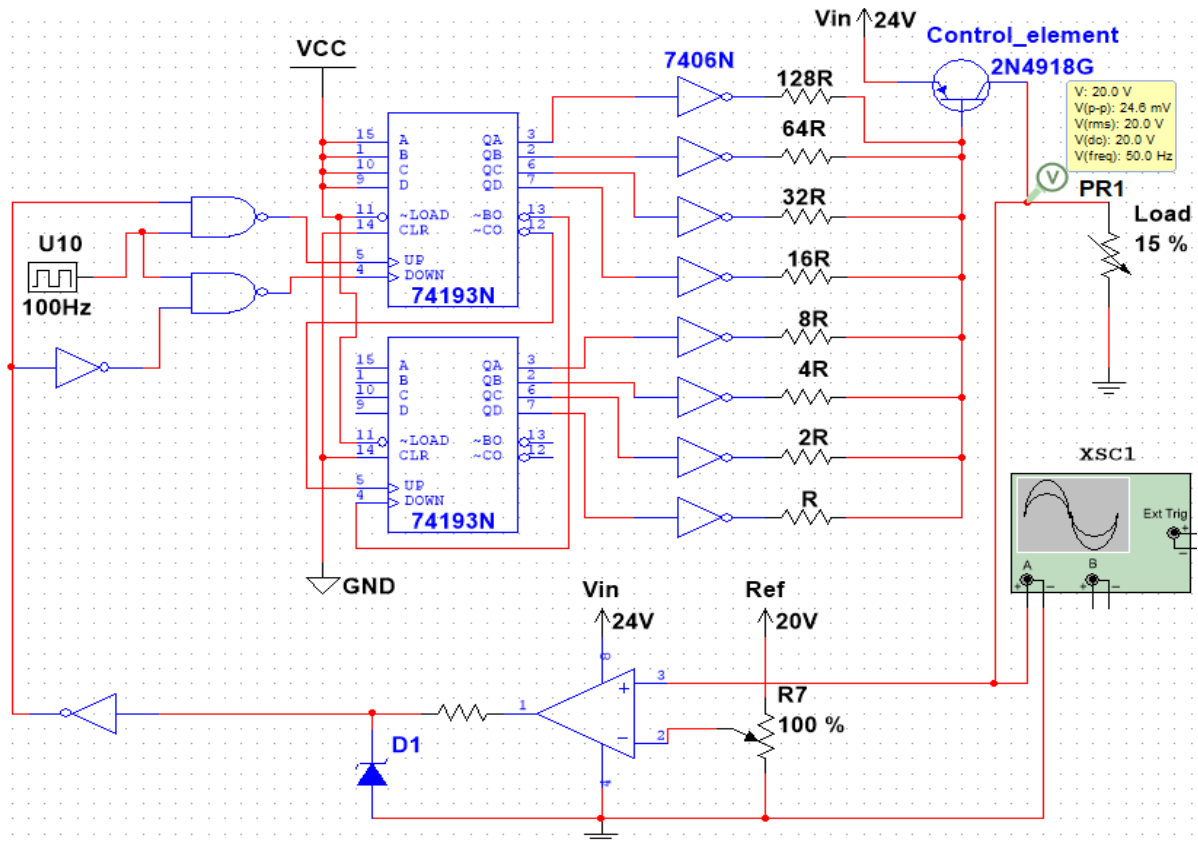 Vin 24V
Control_element
2N4918G
V: 20.0 V
V(p-p): 24.6 mV
V(rms): 20.0 V
V(dc): 20.0 V
V(freq): 50.0 Hz
PR1
V
Load
15 %
VCC
7406N
128R
64R
32R
16R
8R
4R
2R
R
15 A QA 3
1 B QB 2
10 C QC 6
9 D QD 7
11 ~LOAD ~BO 13
14 CLR ~CO 12
5 UP
4 DOWN
74193N
U10
100Hz
15 A QA 3
1 B QB 2
10 C QC 6
9 D QD 7
11 ~LOAD ~BO 13
14 CLR ~CO 12
5 UP
4 DOWN
74193N
GND
XSC1
Ext Trig
+
−
A B
+ − + −
Vin
24V
Ref
20V
8
+ 3
1
− 2
4
R7
100 %
D1